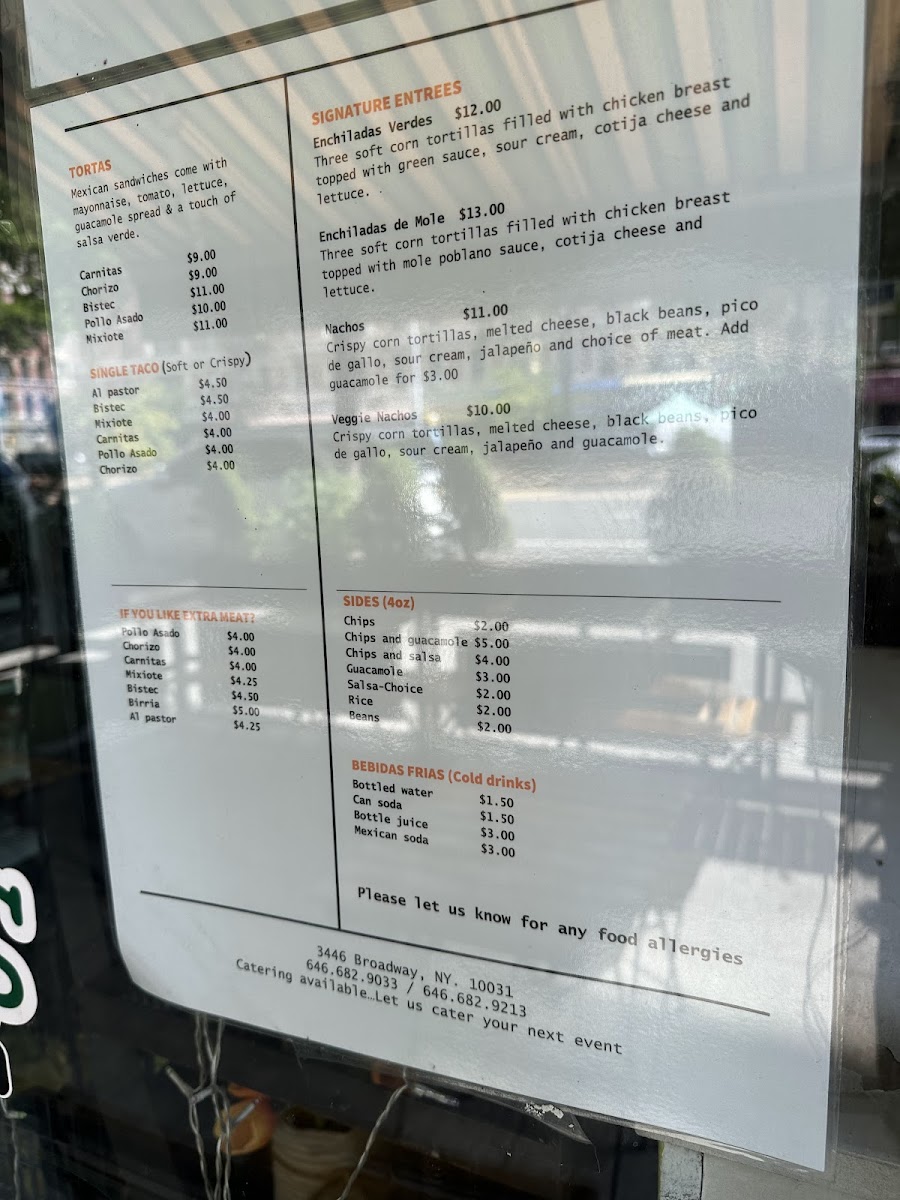 TORTAS
Mexican sandwiches come with
mayonnaise, tomato, lettuce,
guacamole spread & a touch of
salsa verde.
Carnitas $9.00
Chorizo $9.00
Bistec $11.00
Pollo Asado $10.00
Mixiote $11.00
SINGLE TACO (Soft or Crispy)
Al pastor $4.50
Bistec $4.50
Mixiote $4.00
Carnitas $4.00
Pollo Asado $4.00
Chorizo $4.00
IF YOU LIKE EXTRA MEAT?
Pollo Asado $4.00
Chorizo $4.00
Carnitas $4.00
Mixiote $4.25
Bistec $4.50
Birria $5.00
Al pastor $4.25
SIGNATURE ENTREES
Enchiladas Verdes $12.00
Three soft corn tortillas filled with chicken breast
topped with green sauce, sour cream, cotija cheese and
lettuce.
Enchiladas de Mole $13.00
Three soft corn tortillas filled with chicken breast
topped with mole poblano sauce, cotija cheese and
lettuce.
Nachos $11.00
Crispy corn tortillas, melted cheese, black beans, pico
de gallo, sour cream, jalapeño and choice of meat. Add
guacamole for $3.00
Veggie Nachos $10.00
Crispy corn tortillas, melted cheese, black beans, pico
de gallo, sour cream, jalapeño and guacamole.
SIDES (4oz)
Chips $2.00
Chips and guacamole $5.00
Chips and salsa $4.00
Guacamole $3.00
Salsa-Choice $2.00
Rice $2.00
Beans $2.00
BEBIDAS FRIAS (Cold drinks)
Bottled water $1.50
Can soda $1.50
Bottle juice $3.00
Mexican soda $3.00
Please let us know for any food allergies
3446 Broadway, NY. 10031
646.682.9033 / 646.682.9213
Catering available…Let us cater your next event